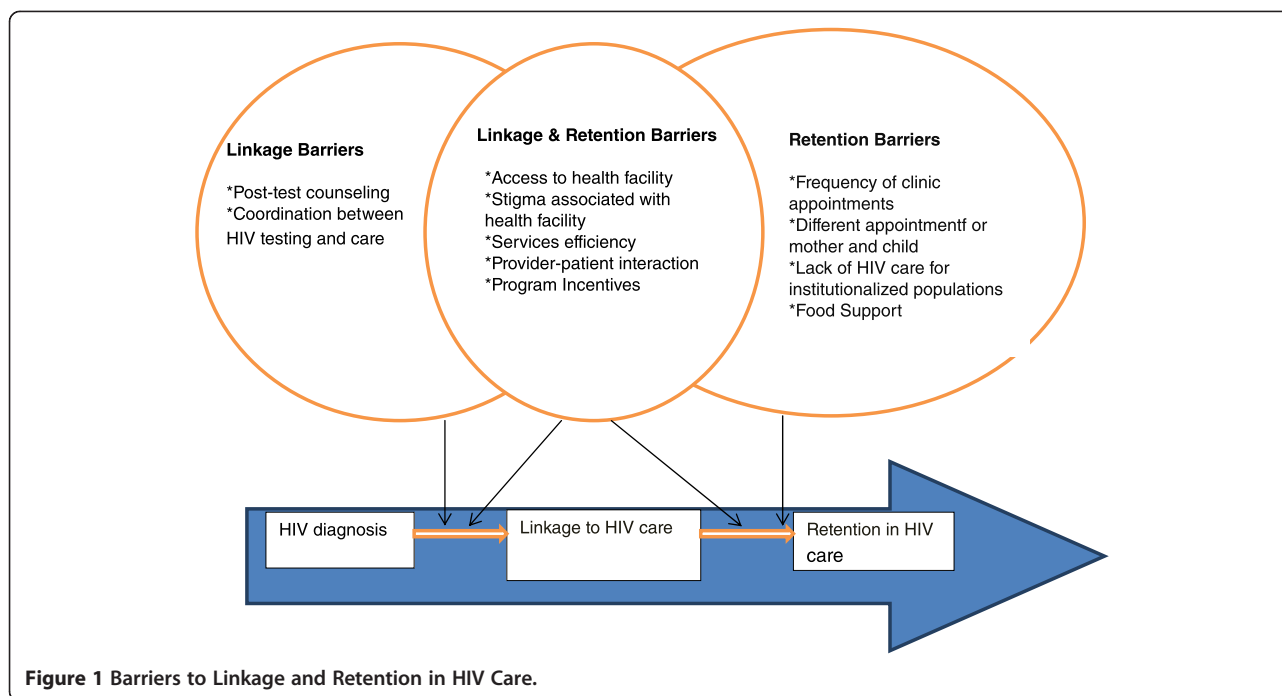 Linkage Barriers
*Post-test counseling
*Coordination between
HIV testing and care
Linkage & Retention Barriers
*Access to health facility
*Stigma associated with
health facility
*Services efficiency
*Provider-patient interaction
*Program Incentives
Retention Barriers
*Frequency of clinic
appointments
*Different appointmentf or
mother and child
*Lack of HIV care for
institutionalized populations
*Food Support
HIV diagnosis
Linkage to HIV care
Retention in HIV
care
Figure 1 Barriers to Linkage and Retention in HIV Care.